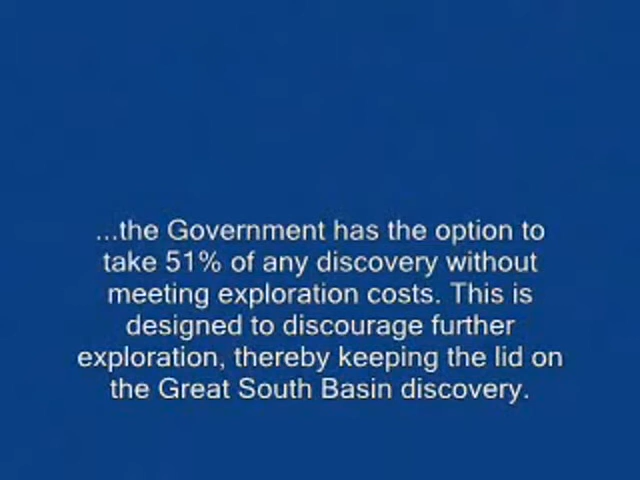 ...the Government has the option to
take 51% of any discovery without
meeting exploration costs. This is
designed to discourage further
exploration, thereby keeping the lid on
the Great South Basin discovery.